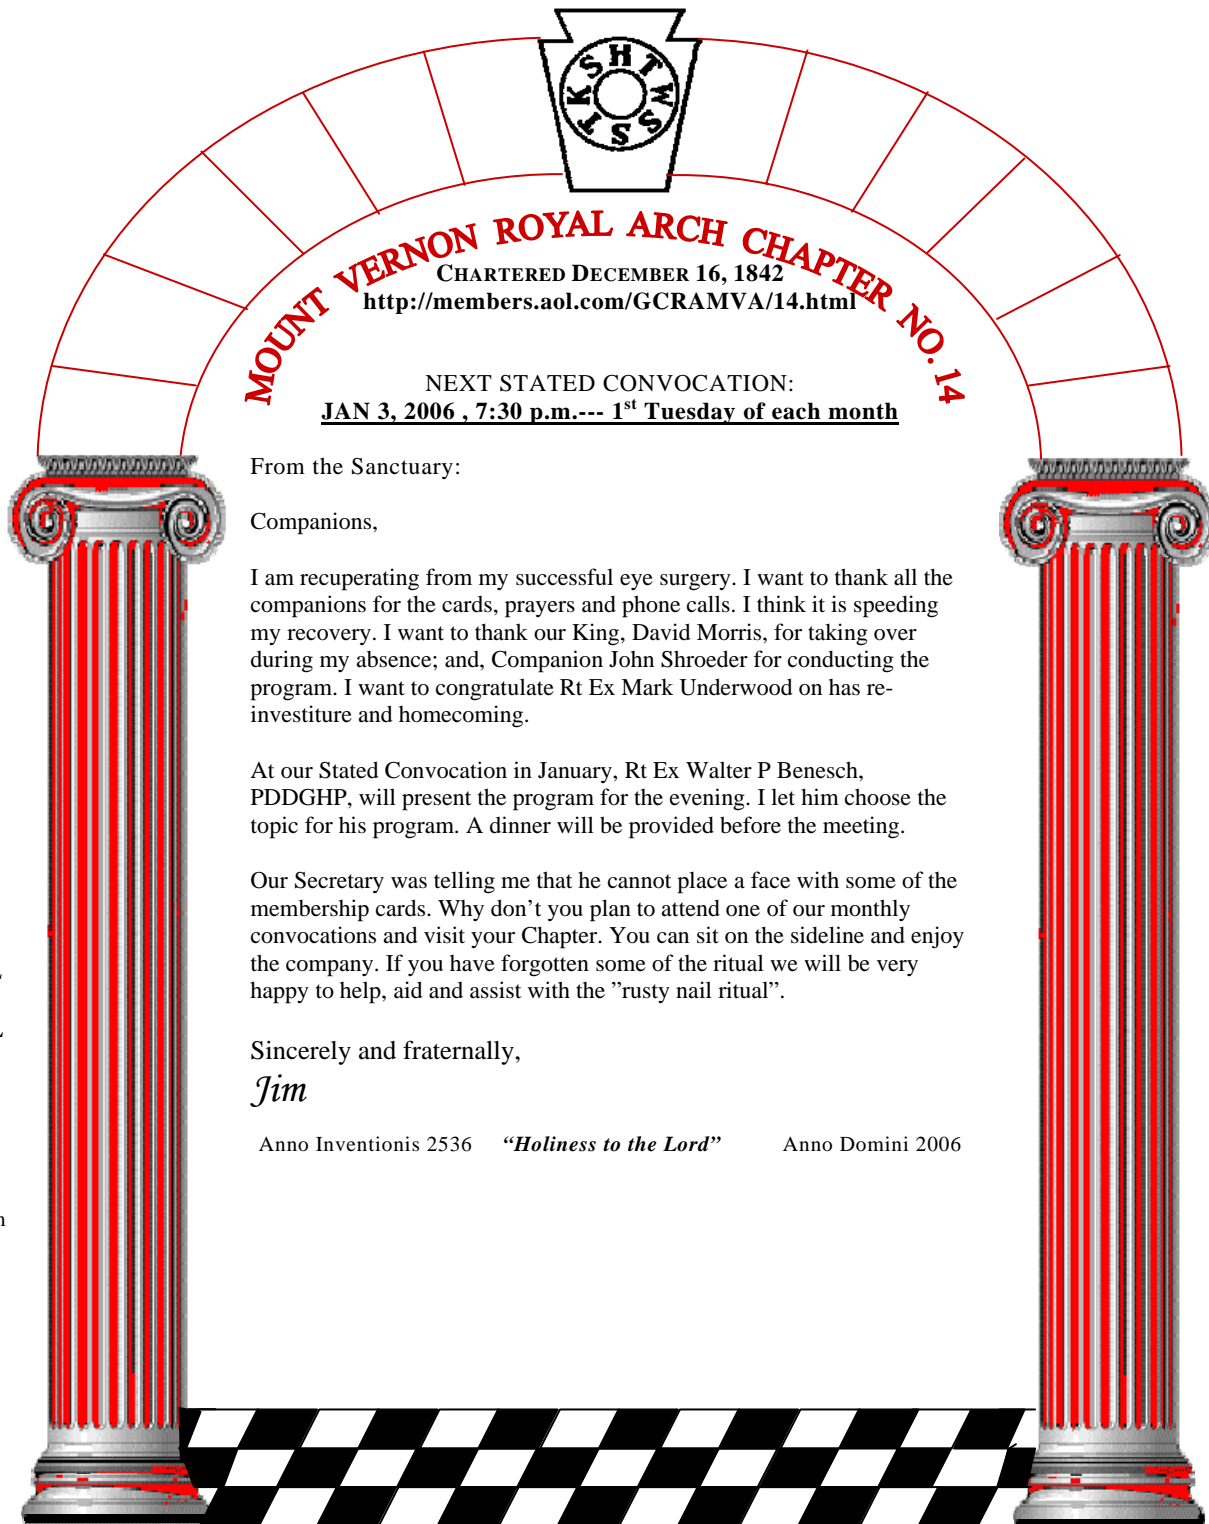 H T W S S T K S
MOUNT VERNON ROYAL ARCH CHAPTER NO. 14
CHARTERED DECEMBER 16, 1842
http://members.aol.com/GCRAMVA/14.html
NEXT STATED CONVOCATION:
JAN 3, 2006 , 7:30 p.m.--- 1st Tuesday of each month
From the Sanctuary:
Companions,
I am recuperating from my successful eye surgery. I want to thank all the
companions for the cards, prayers and phone calls. I think it is speeding
my recovery. I want to thank our King, David Morris, for taking over
during my absence; and, Companion John Shroeder for conducting the
program. I want to congratulate Rt Ex Mark Underwood on has re-
investiture and homecoming.
At our Stated Convocation in January, Rt Ex Walter P Benesch,
PDDGHP, will present the program for the evening. I let him choose the
topic for his program. A dinner will be provided before the meeting.
Our Secretary was telling me that he cannot place a face with some of the
membership cards. Why don’t you plan to attend one of our monthly
convocations and visit your Chapter. You can sit on the sideline and enjoy
the company. If you have forgotten some of the ritual we will be very
happy to help, aid and assist with the ”rusty nail ritual”.
Sincerely and fraternally,
Jim
Anno Inventionis 2536 “Holiness to the Lord” Anno Domini 2006